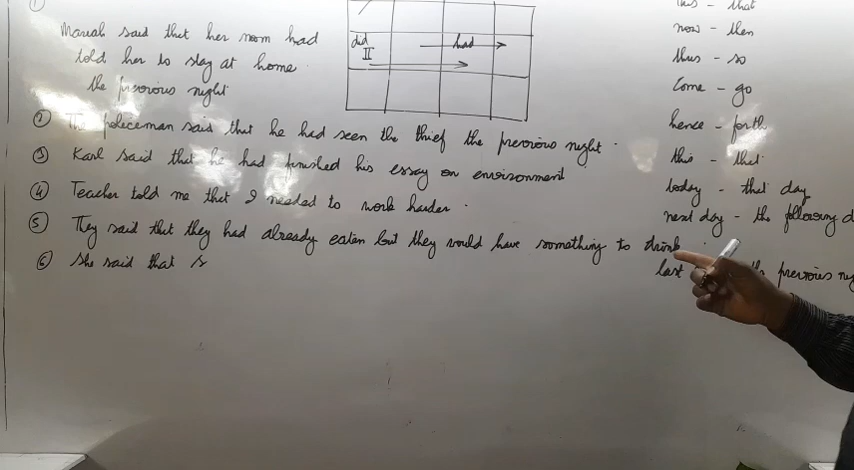 ①
Mariah said that her mom had
told her to stay at home.
the previous night
did
II
had
② The policeman said that he had seen the thief the previous night.
③ Karl said that he had finished his essay on environment.
④ Teacher told me that I needed to work harder.
⑤ They said that they had already eaten but they would have something to drink.
⑥ She said that
this - that
now - then
thus - so
Come - go
hence - forth
this - that
today - that day
next day - the following d
last the previous